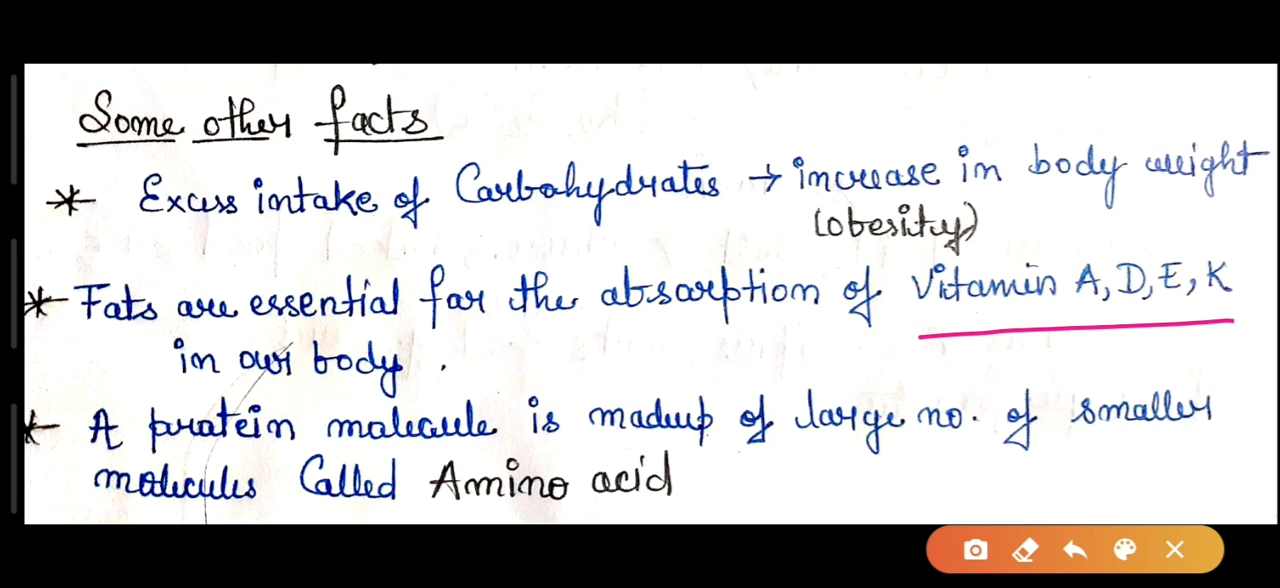 Some other facts
* Excess intake of Carbohydrates → increase in body weight
(obesity)
* Fats are essential for the absorption of Vitamin A, D, E, K
in our body.
* A protein molecule is madeup of large no. of smaller
molecules Called Amino acid